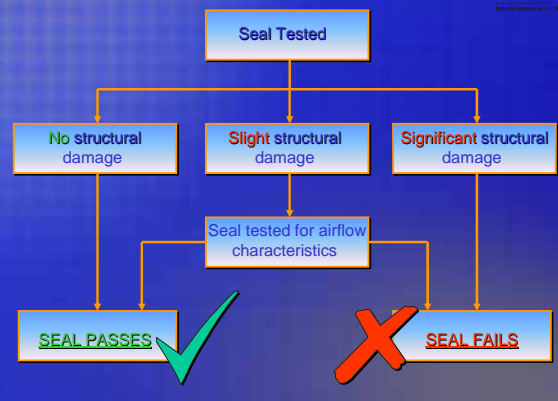 Seal Tested
No structural
damage
Slight structural
damage
Significant structural
damage
Seal tested for airflow
characteristics
SEAL PASSES
SEAL FAILS